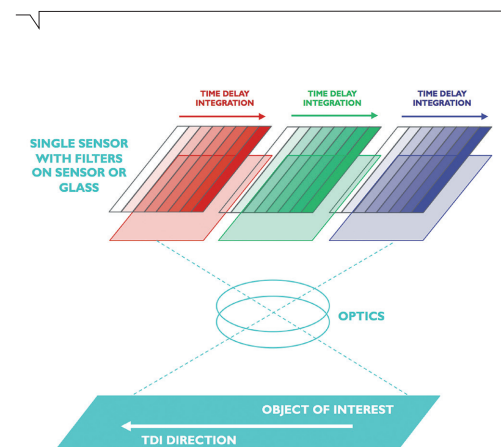 TIME DELAY
INTEGRATION
TIME DELAY
INTEGRATION
TIME DELAY
INTEGRATION
SINGLE SENSOR
WITH FILTERS
ON SENSOR OR
GLASS
OPTICS
OBJECT OF INTEREST
TDI DIRECTION